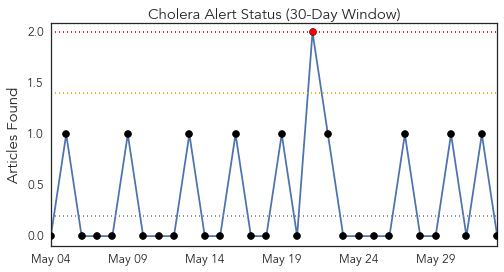 Cholera Alert Status (30-Day Window)
Articles Found
2.0
1.5
1.0
0.5
0.0
May 04 May 09 May 14 May 19 May 24 May 29